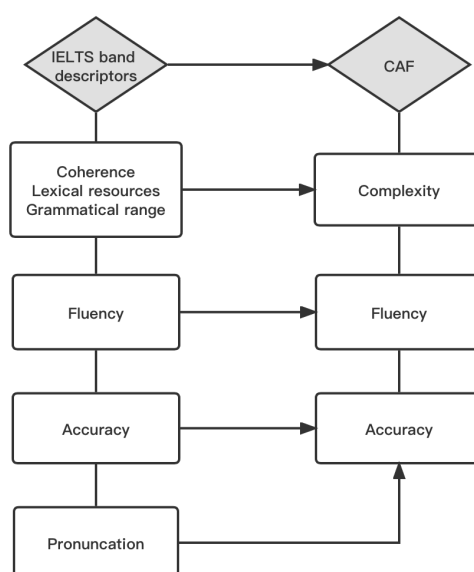 IELTS band
descriptors
CAF
Coherence
Lexical resources
Grammatical range
Complexity
Fluency
Fluency
Accuracy
Accuracy
Pronuncation